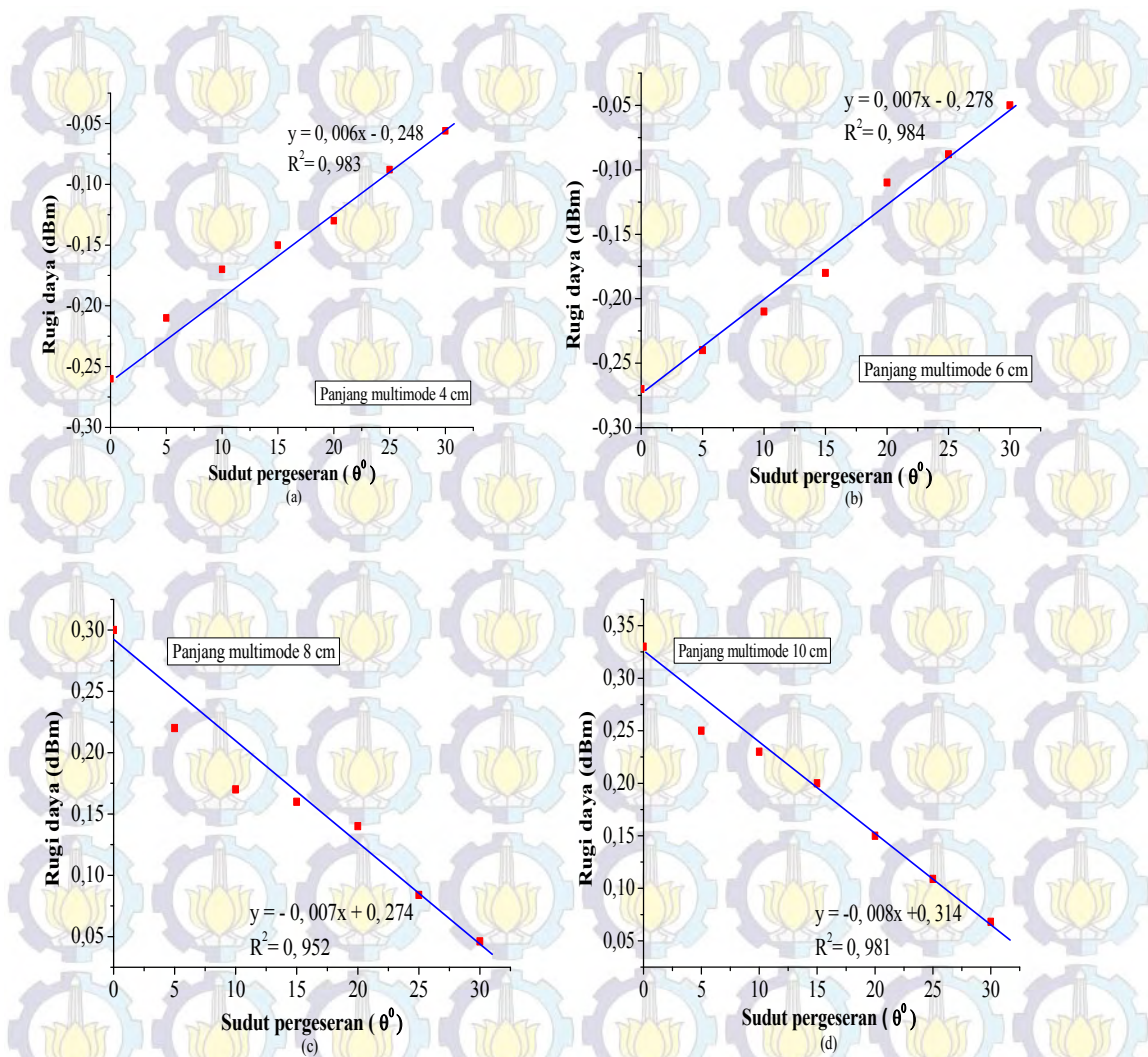 -0,05
-0,10
-0,15
-0,20
-0,25
-0,30
Rugi daya (dBm)
y = 0, 006x - 0, 248
R²= 0, 983
Panjang multimode 4 cm
0 5 10 15 20 25 30
Sudut pergeseran ( θ⁰ )
(a)
-0,05
-0,10
-0,15
-0,20
-0,25
-0,30
Rugi daya (dBm)
y = 0, 007x - 0, 278
R²= 0, 984
Panjang multimode 6 cm
0 5 10 15 20 25 30
Sudut pergeseran ( θ⁰ )
(b)
0,30
0,25
0,20
0,15
0,10
0,05
Rugi daya (dBm)
Panjang multimode 8 cm
y = - 0, 007x + 0, 274
R²= 0, 952
0 5 10 15 20 25 30
Sudut pergeseran ( θ⁰ )
(c)
0,35
0,30
0,25
0,20
0,15
0,10
0,05
Rugi daya (dBm)
Panjang multimode 10 cm
y = -0, 008x +0, 314
R²= 0, 981
0 5 10 15 20 25 30
Sudut pergeseran ( θ⁰ )
(d)